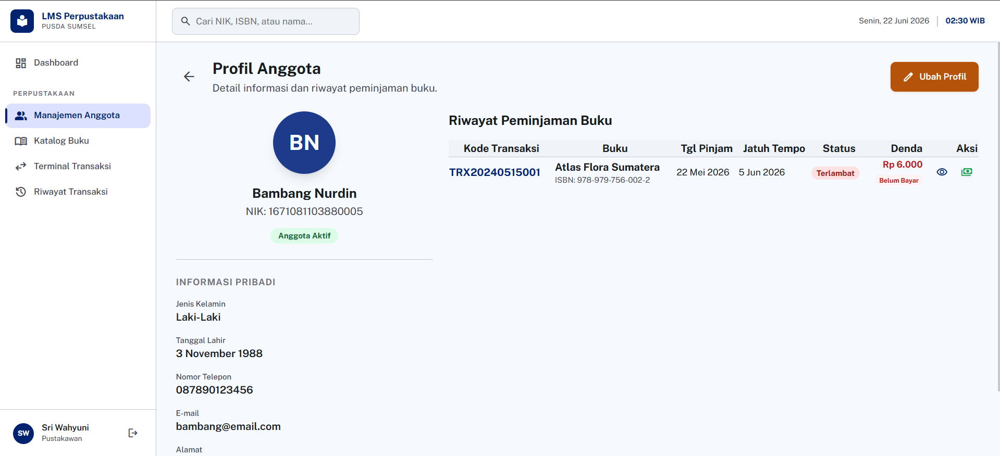 LMS Perpustakaan
PUSDA SUMSEL
Cari NIK, ISBN, atau nama...
Senin, 22 Juni 2026
02:30 WIB
Dashboard
PERPUSTAKAAN
Manajemen Anggota
Katalog Buku
Terminal Transaksi
Riwayat Transaksi
SW
Sri Wahyuni
Pustakawan
Profil Anggota
Detail informasi dan riwayat peminjaman buku.
Ubah Profil
BN
Bambang Nurdin
NIK: 1671081103880005
Anggota Aktif
INFORMASI PRIBADI
Jenis Kelamin
Laki-Laki
Tanggal Lahir
3 November 1988
Nomor Telepon
087890123456
E-mail
bambang@email.com
Alamat
Riwayat Peminjaman Buku
Kode Transaksi Buku Tgl Pinjam Jatuh Tempo Status Denda Aksi
TRX20240515001 Atlas Flora Sumatera 22 Mei 2026 5 Jun 2026 Terlambat Rp 6.000
ISBN: 978-979-756-002-2 Belum Bayar